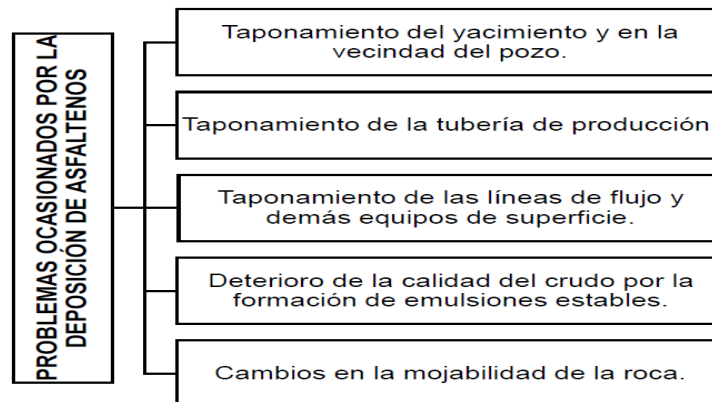 PROBLEMAS OCASIONADOS POR LA
DEPOSICIÓN DE ASFALTENOS
Taponamiento del yacimiento y en la
vecindad del pozo.
Taponamiento de la tubería de producción
Taponamiento de las líneas de flujo y
demás equipos de superficie.
Deterioro de la calidad del crudo por la
formación de emulsiones estables.
Cambios en la mojabilidad de la roca.